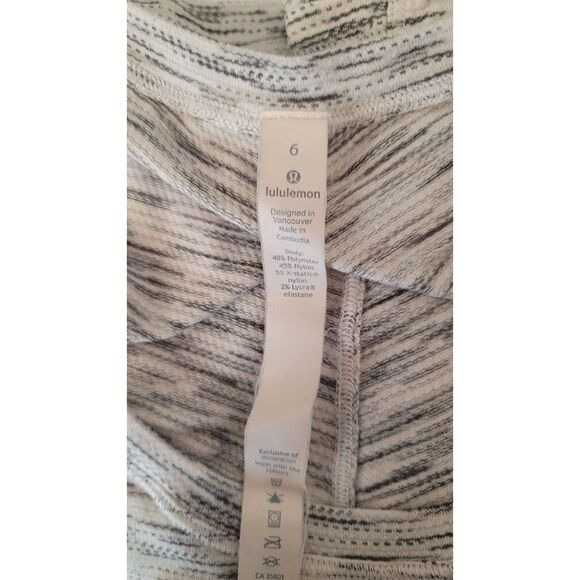 6
lululemon
Designed in
Vancouver
Made in
Cambodia
Body:
48% Polyester
45% Nylon
5% X-static®
nylon
2% Lycra®
elastane
Exclusive of
decoration
Wash with like
colours
CA 35801